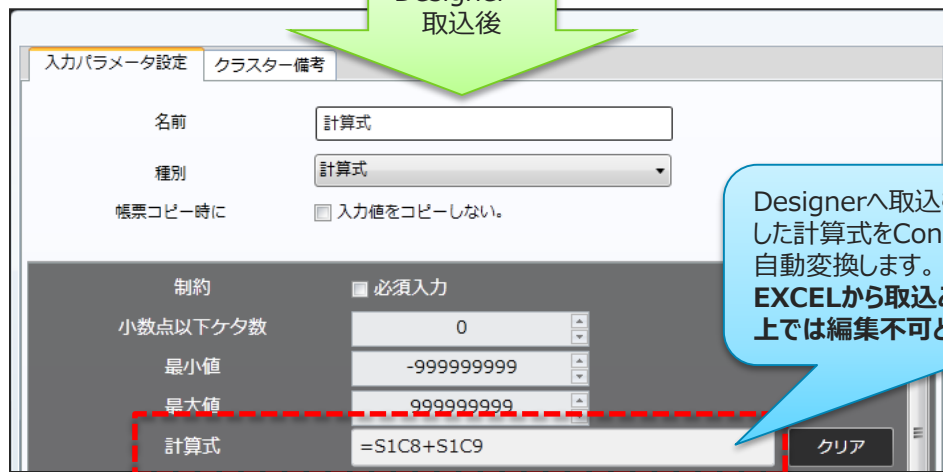 Designer
取込後
入力パラメータ設定 クラスター備考
名前 計算式
種別 計算式
帳票コピー時に 入力値をコピーしない。
Designerへ取込
した計算式をCon
自動変換します。
EXCELから取込
上では編集不可
制約 必須入力
小数点以下ケタ数 0
最小値 -999999999
最大値 999999999
計算式 =S1C8+S1C9 クリア